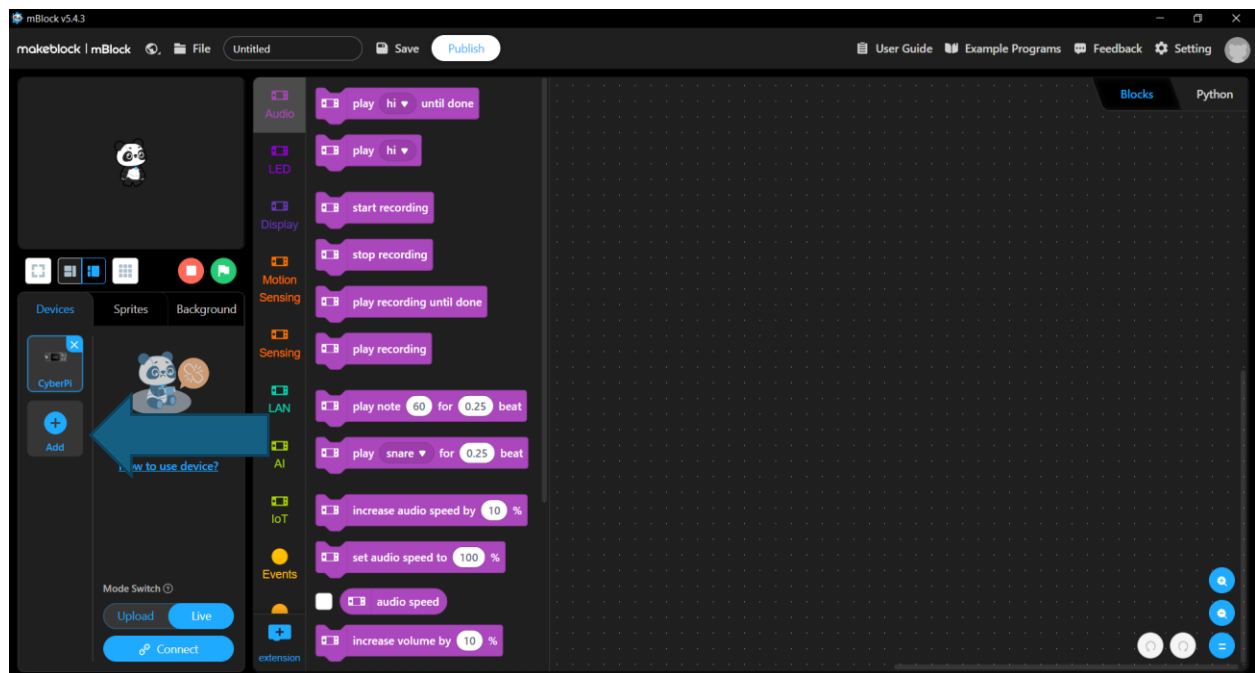 mBlock v5.4.3
makeblock | mBlock File Untitled Save Publish User Guide Example Programs Feedback Setting
Blocks Python
Audio
LED
Display
Motion
Sensing
Sensing
LAN
AI
IoT
Events
extension
play hi until done
play hi
start recording
stop recording
play recording until done
play recording
play note 60 for 0.25 beat
play snare for 0.25 beat
increase audio speed by 10 %
set audio speed to 100 %
audio speed
increase volume by 10 %
Devices Sprites Background
CyberPi
Add
to use device?
Mode Switch
Upload Live
Connect